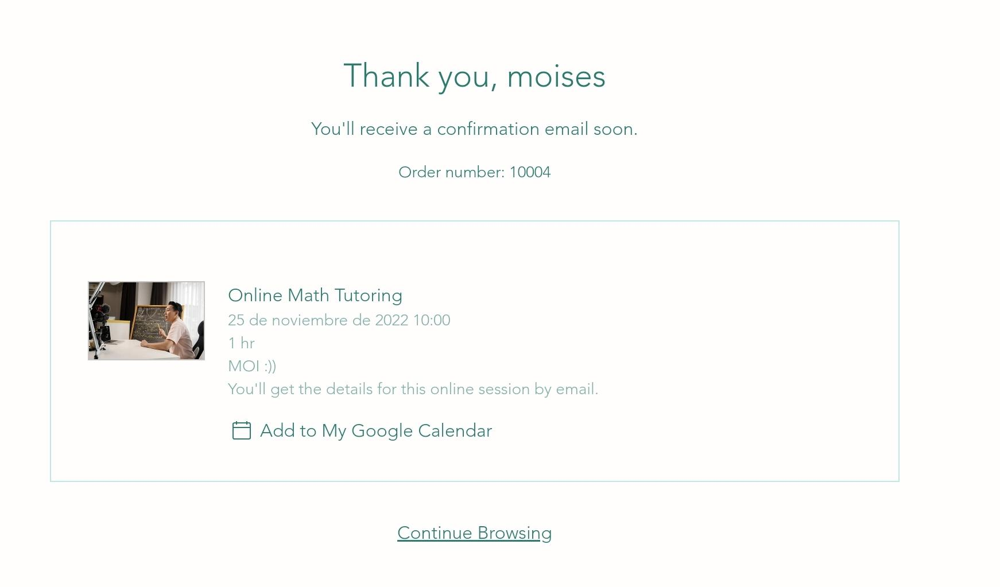 Thank you, moises
You'll receive a confirmation email soon.
Order number: 10004
Online Math Tutoring
25 de noviembre de 2022 10:00
1 hr
MOI :))
You'll get the details for this online session by email.
Add to My Google Calendar
Continue Browsing